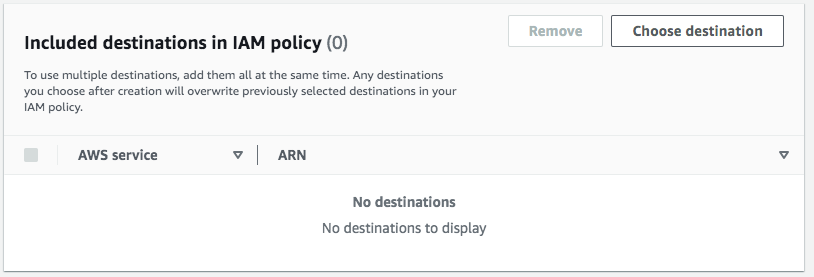 Included destinations in IAM policy (0)
Remove
Choose destination
To use multiple destinations, add them all at the same time. Any destinations
you choose after creation will overwrite previously selected destinations in your
IAM policy.
AWS service
ARN
No destinations
No destinations to display